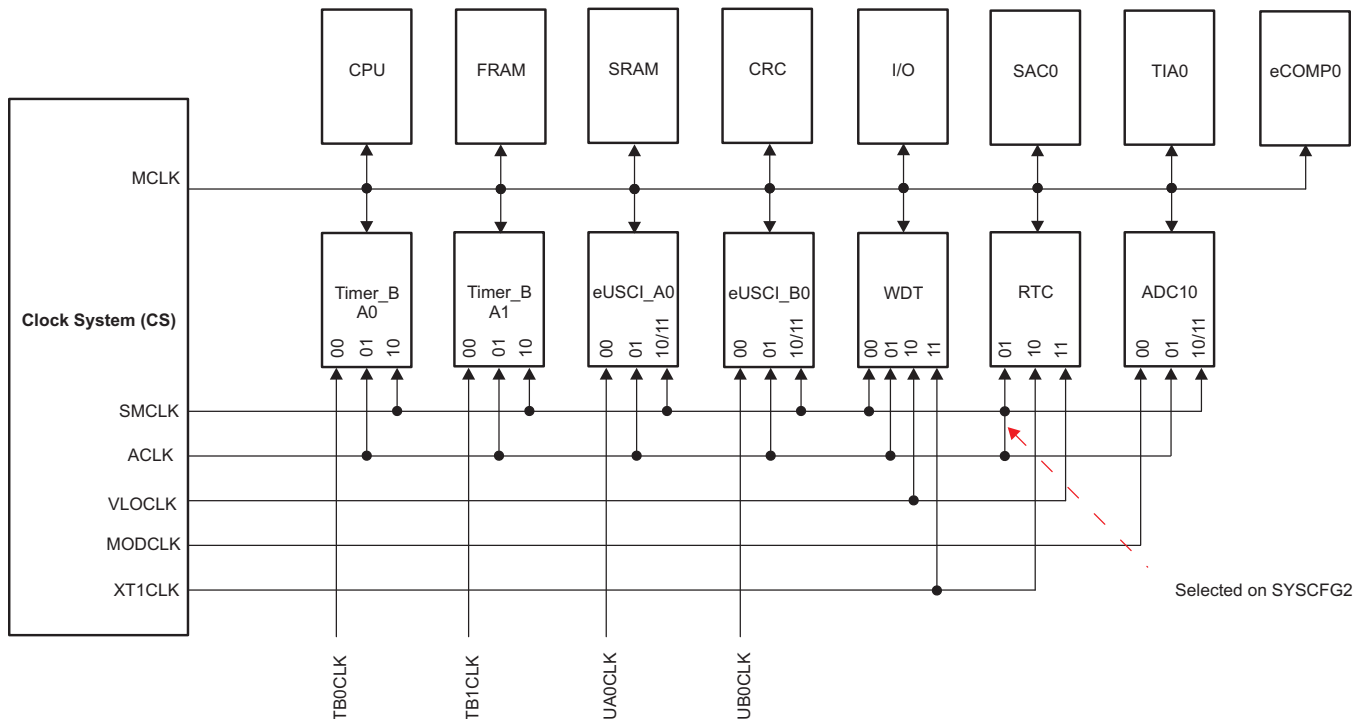 CPU
FRAM
SRAM
CRC
I/O
SAC0
TIA0
eCOMP0
MCLK
Timer_B
A0
00
01
10
Timer_B
A1
00
01
10
eUSCI_A0
00
01
10/11
eUSCI_B0
00
01
10/11
WDT
00
01
10
11
RTC
01
10
11
ADC10
00
01
10/11
Clock System (CS)
SMCLK
ACLK
VLOCLK
MODCLK
XT1CLK
Selected on SYSCFG2
TB0CLK
TB1CLK
UA0CLK
UB0CLK